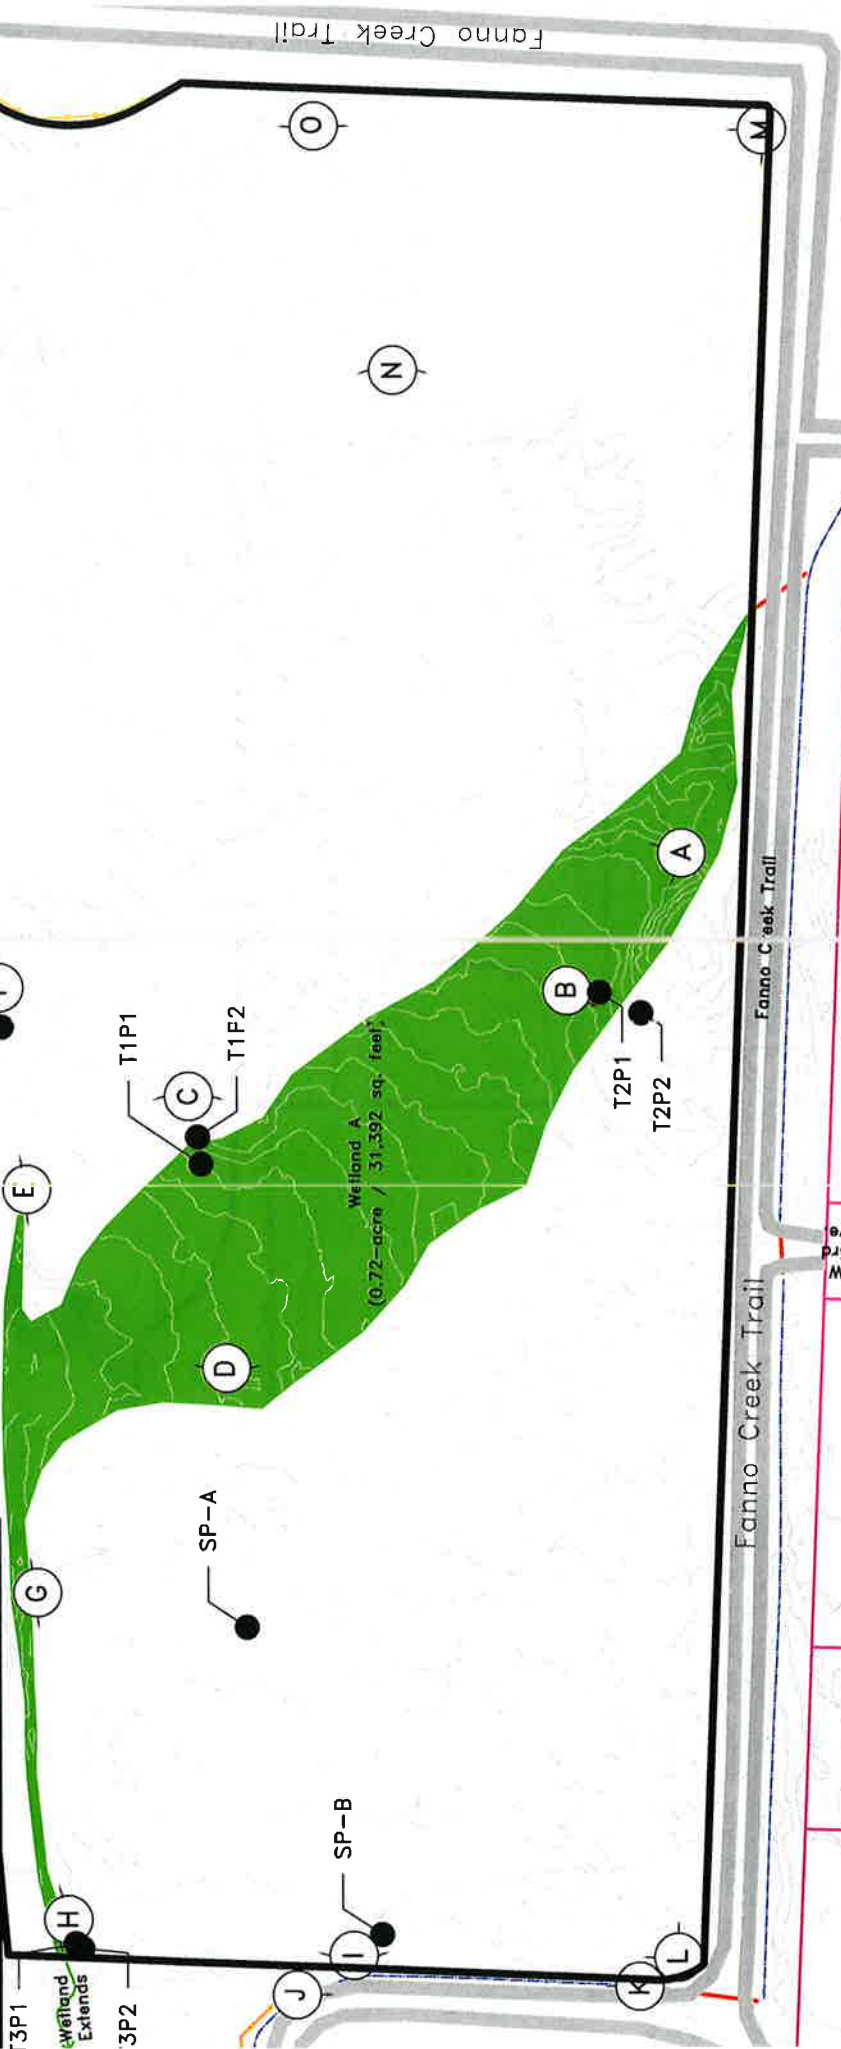 Fanno Creek Trail
O
M
N
A
Fanno Creek Trail
B
T1P1
T1F2
C
T2P1
T2P2
Wetland A
(0.72-acre / 31,392 sq. feet)
E
D
Fanno Creek Trail
SP-A
G
SP-B
H
I
L
J
K
Wetland
Extends
T3P1
3P2